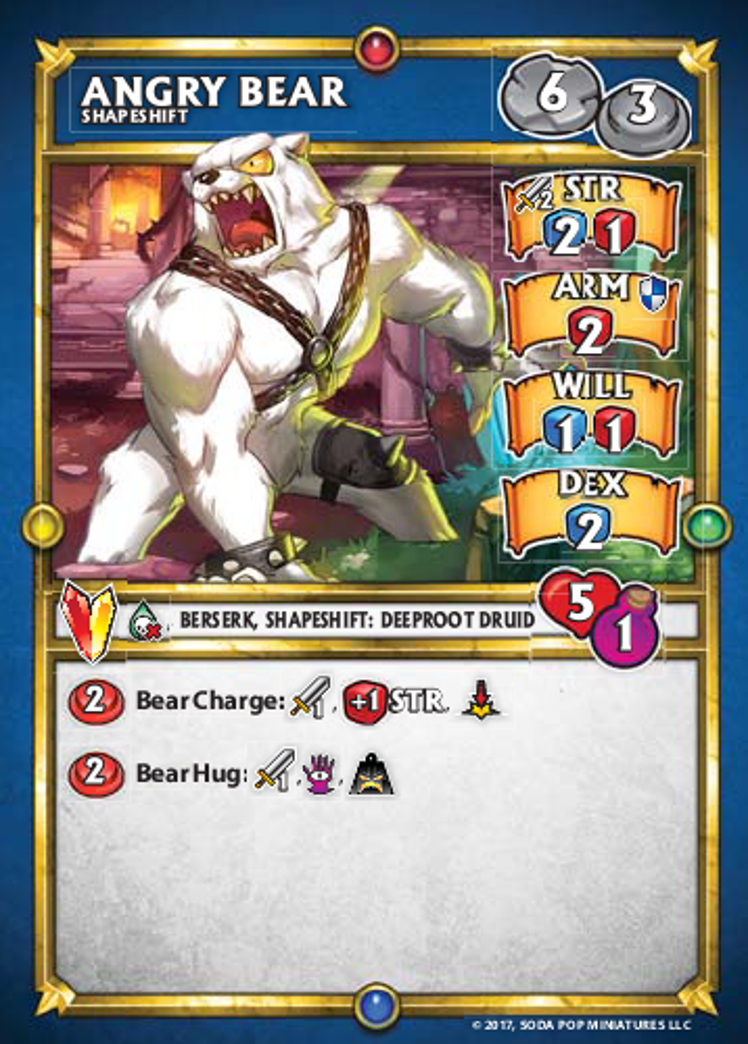 ANGRY BEAR
SHAPESHIFT
6 3
2 STR
2 1
ARM
2
WILL
1 1
DEX
2
BERSERK, SHAPESHIFT: DEEPROOT DRUID 5 1
2 Bear Charge: , +1 STR,
2 Bear Hug: , ,
© 2017, SODA POP MINIATURES LLC